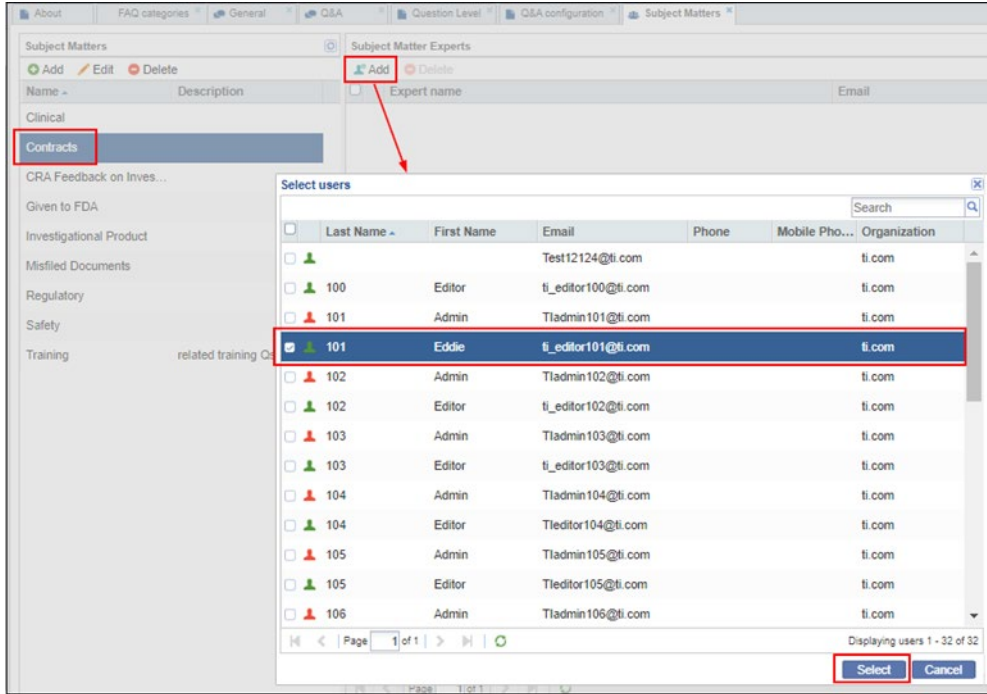 About FAQ categories General Q&A Question Level Q&A configuration Subject Matters
Subject Matters Subject Matter Experts
Add Edit Delete Add Delete
Name Description Expert name Email
Clinical
Contracts
CRA Feedback on Inves...
Given to FDA
Investigational Product
Misfiled Documents
Regulatory
Safety
Training related training Qs
Select users
Search
Last Name First Name Email Phone Mobile Pho... Organization
Test12124@ti.com ti.com
100 Editor ti_editor100@ti.com ti.com
101 Admin TIadmin101@ti.com ti.com
101 Eddie ti_editor101@ti.com ti.com
102 Admin TIadmin102@ti.com ti.com
102 Editor ti_editor102@ti.com ti.com
103 Admin TIadmin103@ti.com ti.com
103 Editor ti_editor103@ti.com ti.com
104 Admin TIadmin104@ti.com ti.com
104 Editor TIeditor104@ti.com ti.com
105 Admin TIadmin105@ti.com ti.com
105 Editor TIeditor105@ti.com ti.com
106 Admin TIadmin106@ti.com ti.com
Page 1 of 1 Displaying users 1 - 32 of 32
Select Cancel
Page 1 of 1